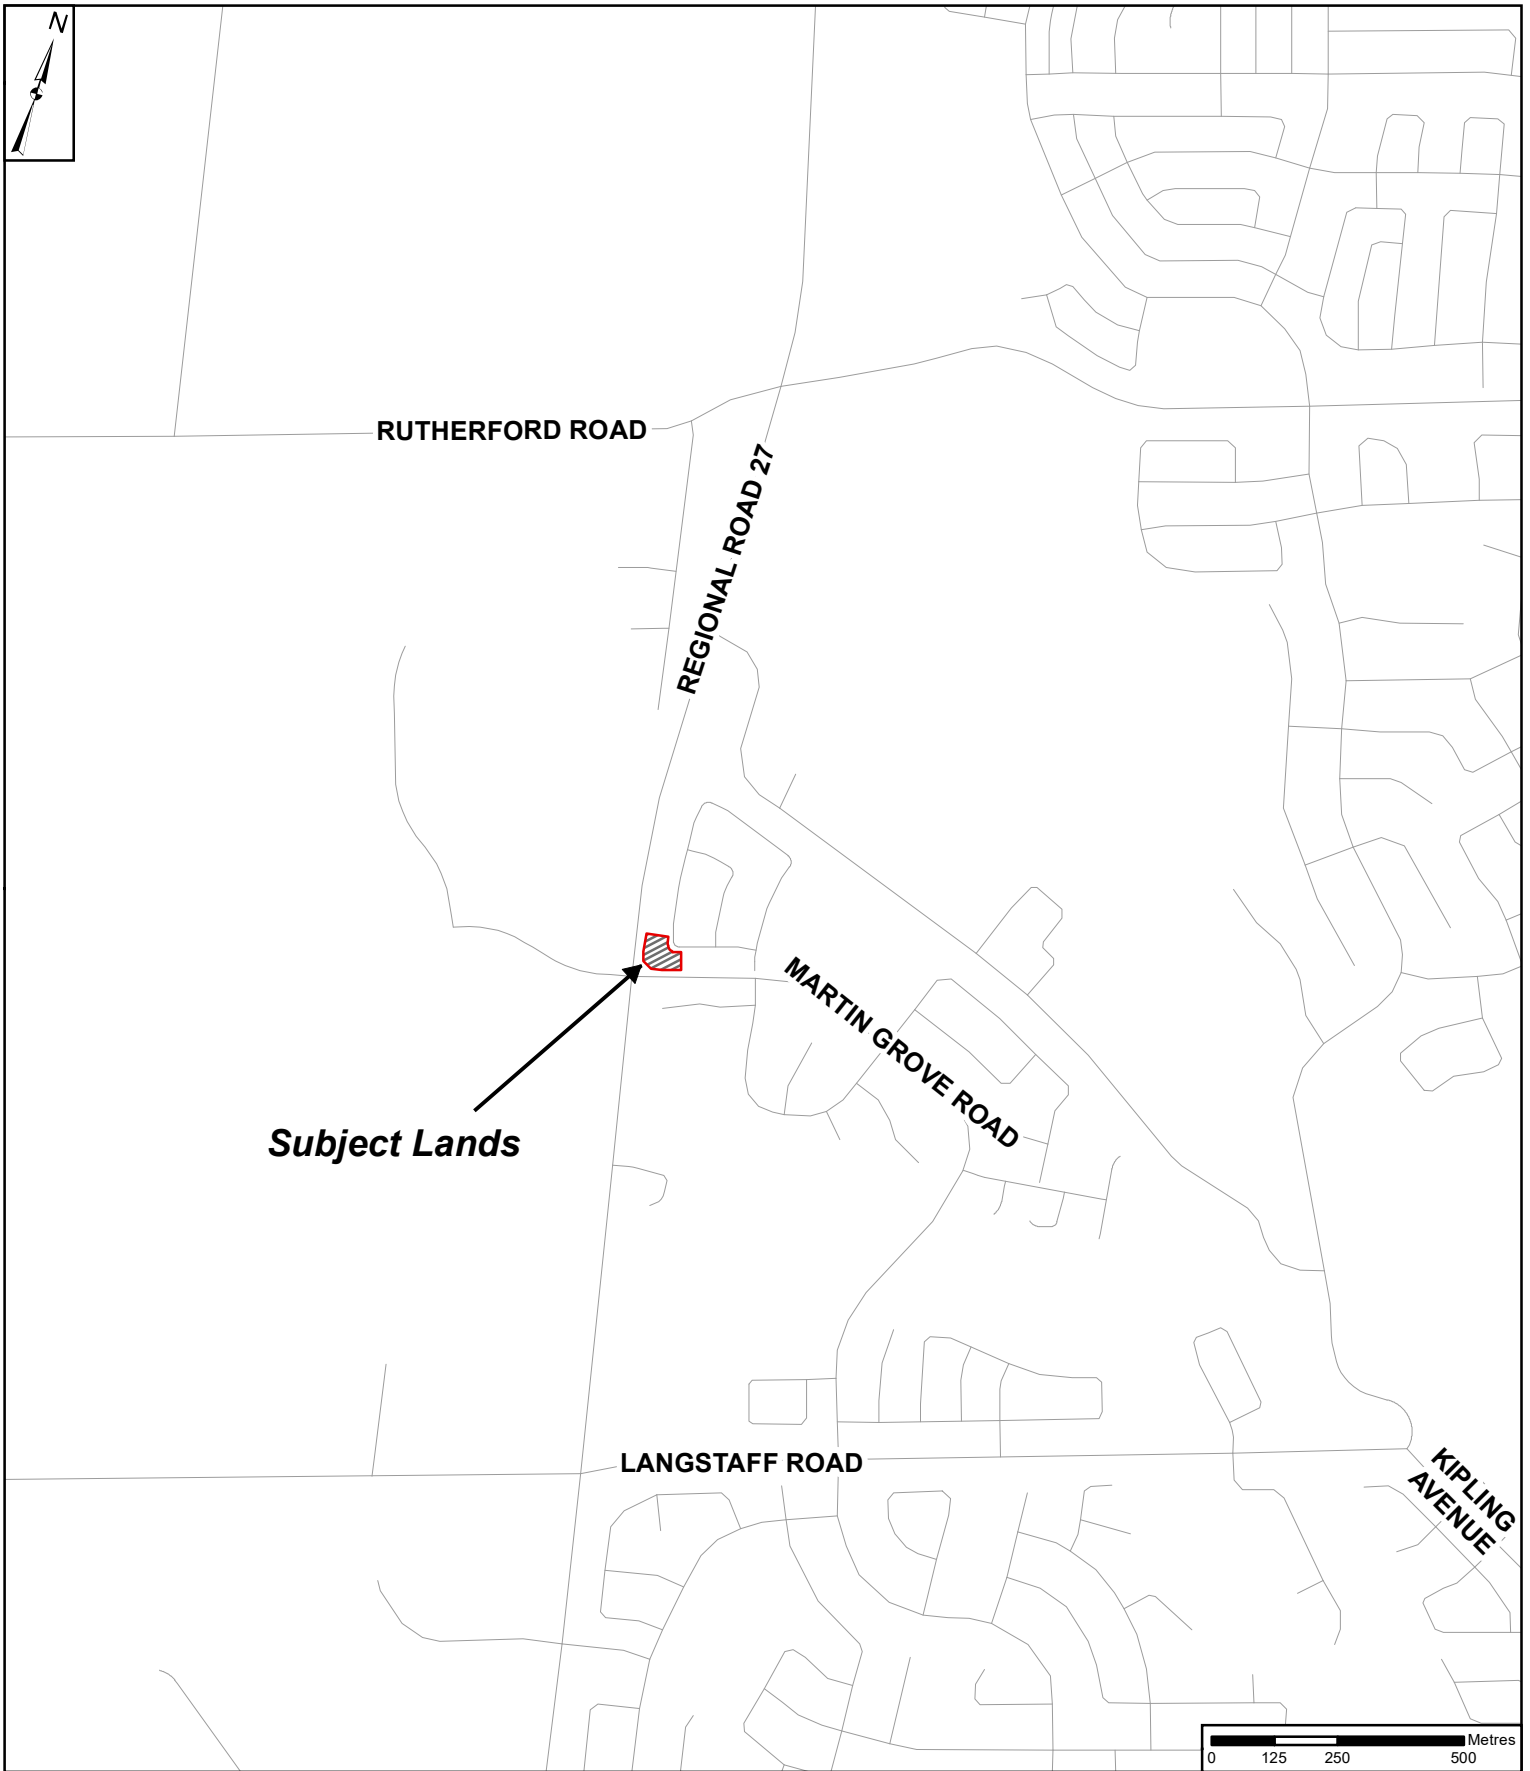 N
RUTHERFORD ROAD
REGIONAL ROAD 27
MARTIN GROVE ROAD
Subject Lands
LANGSTAFF ROAD
KIPLING
AVENUE
Metres
0 125 250 500